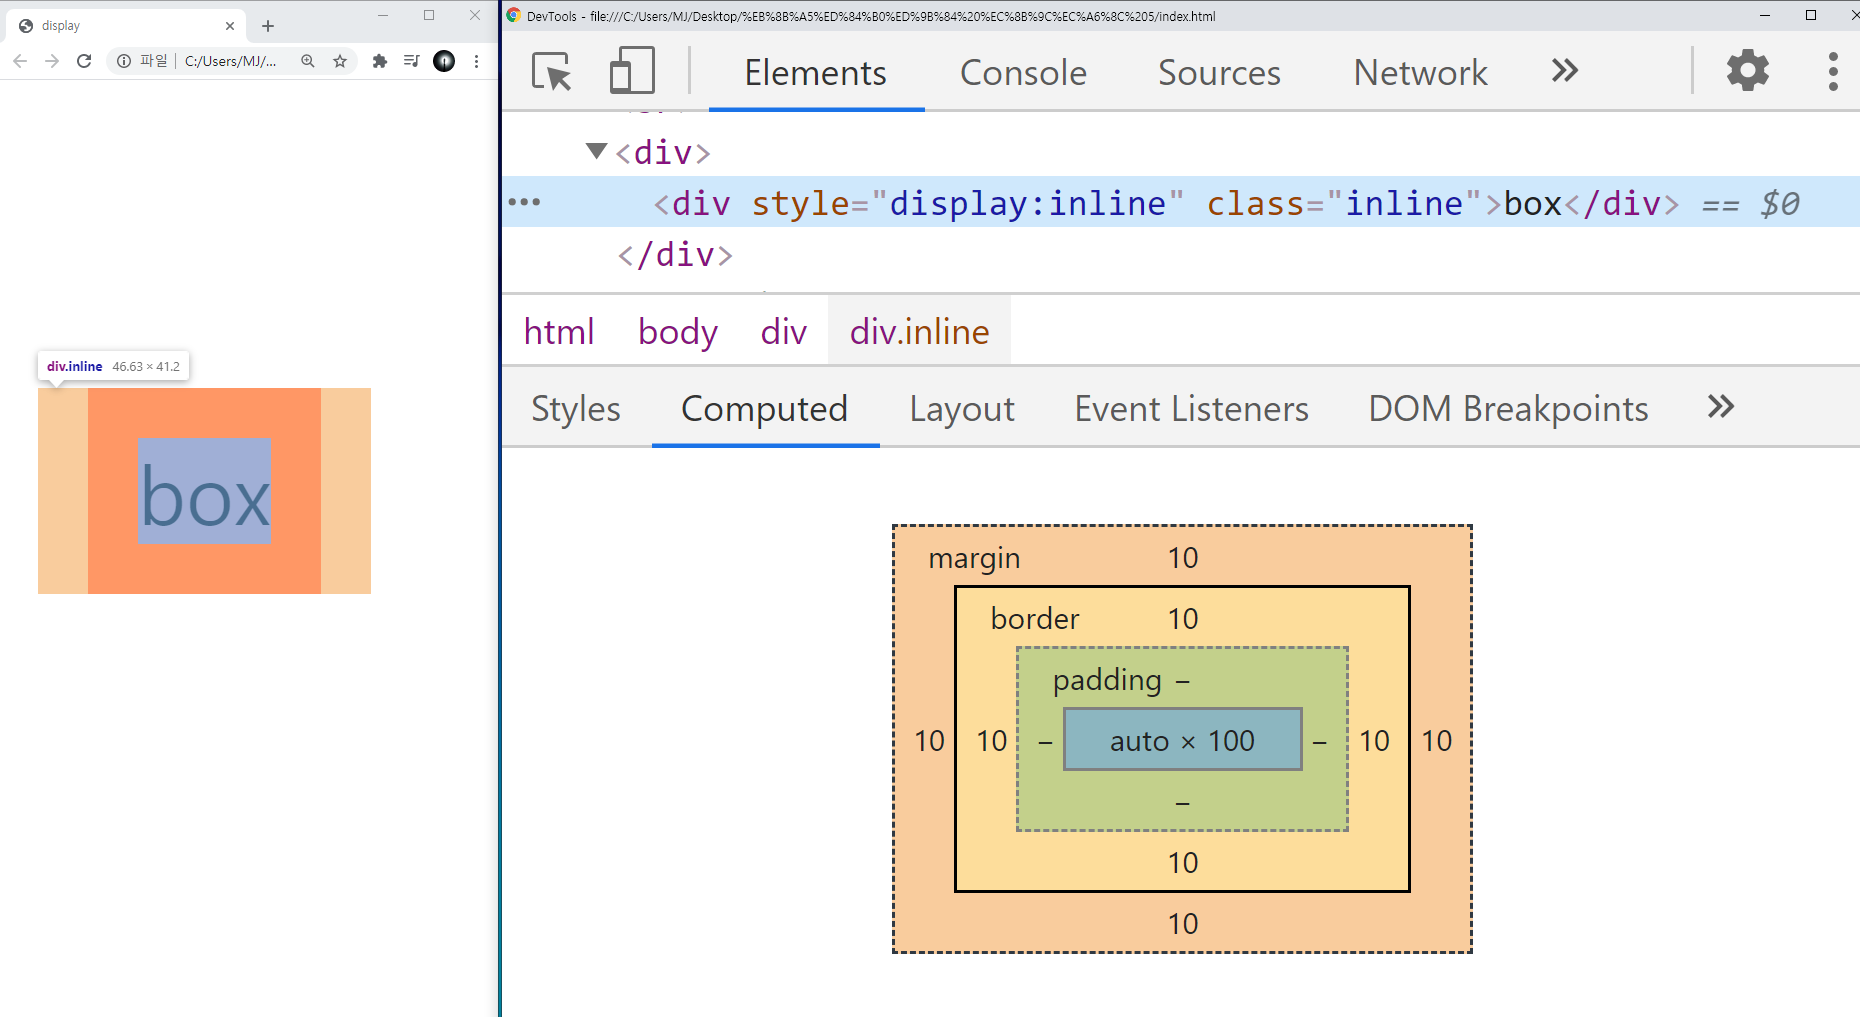 display
파일 C:/Users/MJ/...
div.inline 46.63 × 41.2
box
DevTools - file:///C:/Users/MJ/Desktop/%EB%8B%A5%ED%84%B0%ED%9B%84%20%EC%8B%9C%EC%A6%8C%205/index.html
Elements Console Sources Network
<div>
<div style="display:inline" class="inline">box</div> == $0
</div>
html body div div.inline
Styles Computed Layout Event Listeners DOM Breakpoints
margin 10
border 10
padding –
10 10 – auto × 100 – 10 10
–
10
10